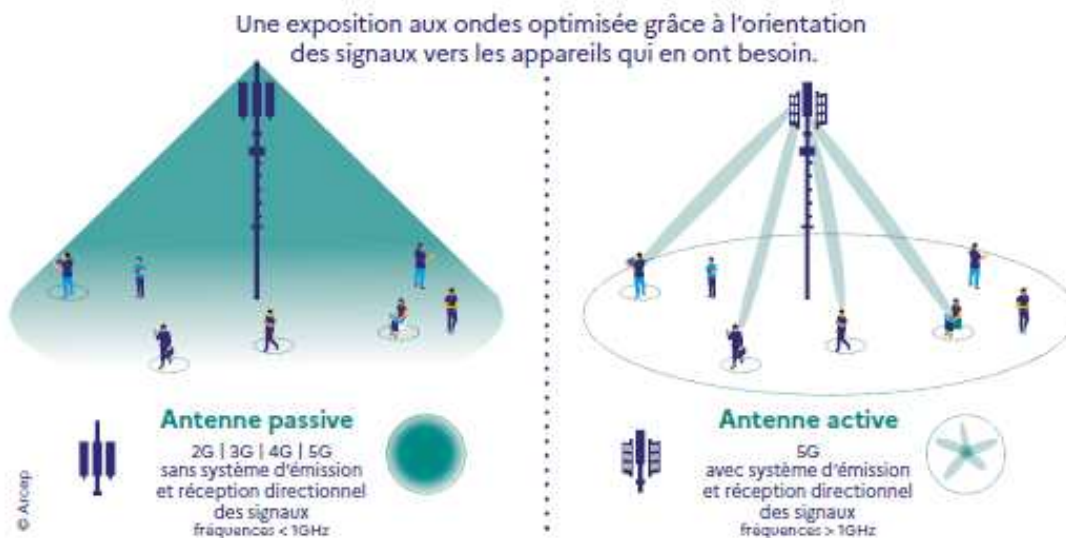 Une exposition aux ondes optimisée grâce à l'orientation
des signaux vers les appareils qui en ont besoin.
Antenne passive
2G | 3G | 4G | 5G
sans système d'émission
et réception directionnel
des signaux
fréquences < 1GHz
Antenne active
5G
avec système d'émission
et réception directionnel
des signaux
fréquences > 1GHz
© Arcep